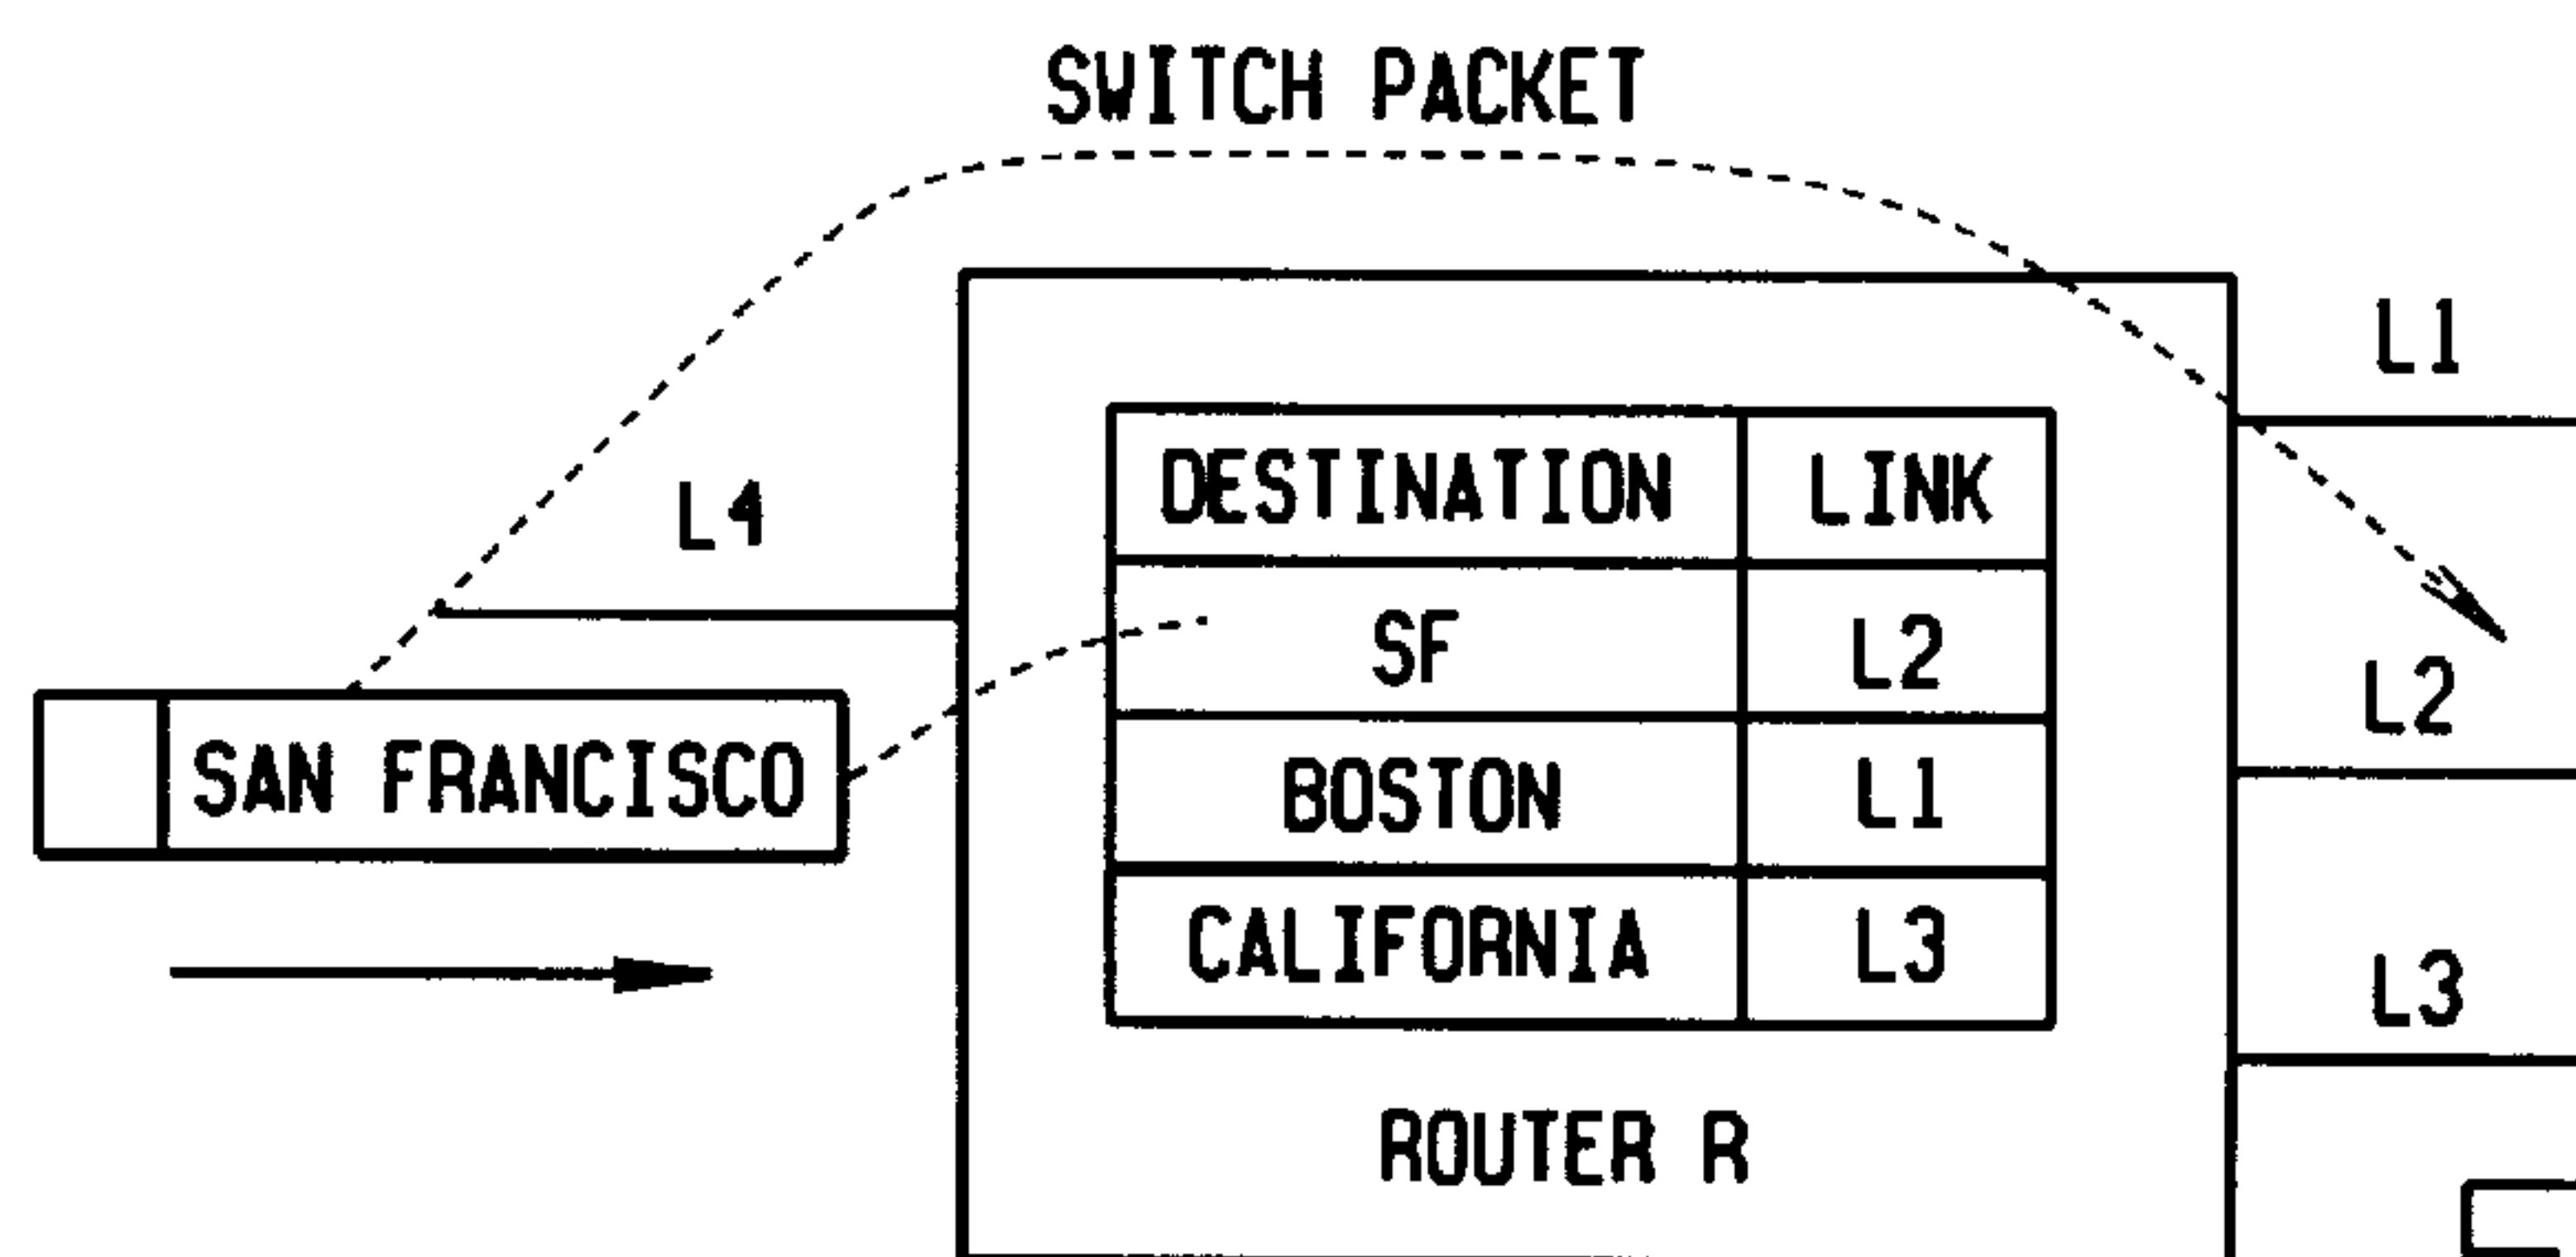 SWITCH PACKET
L1
L4
DESTINATION LINK
SF L2
L2
SAN FRANCISCO
BOSTON L1
CALIFORNIA L3
L3
ROUTER R